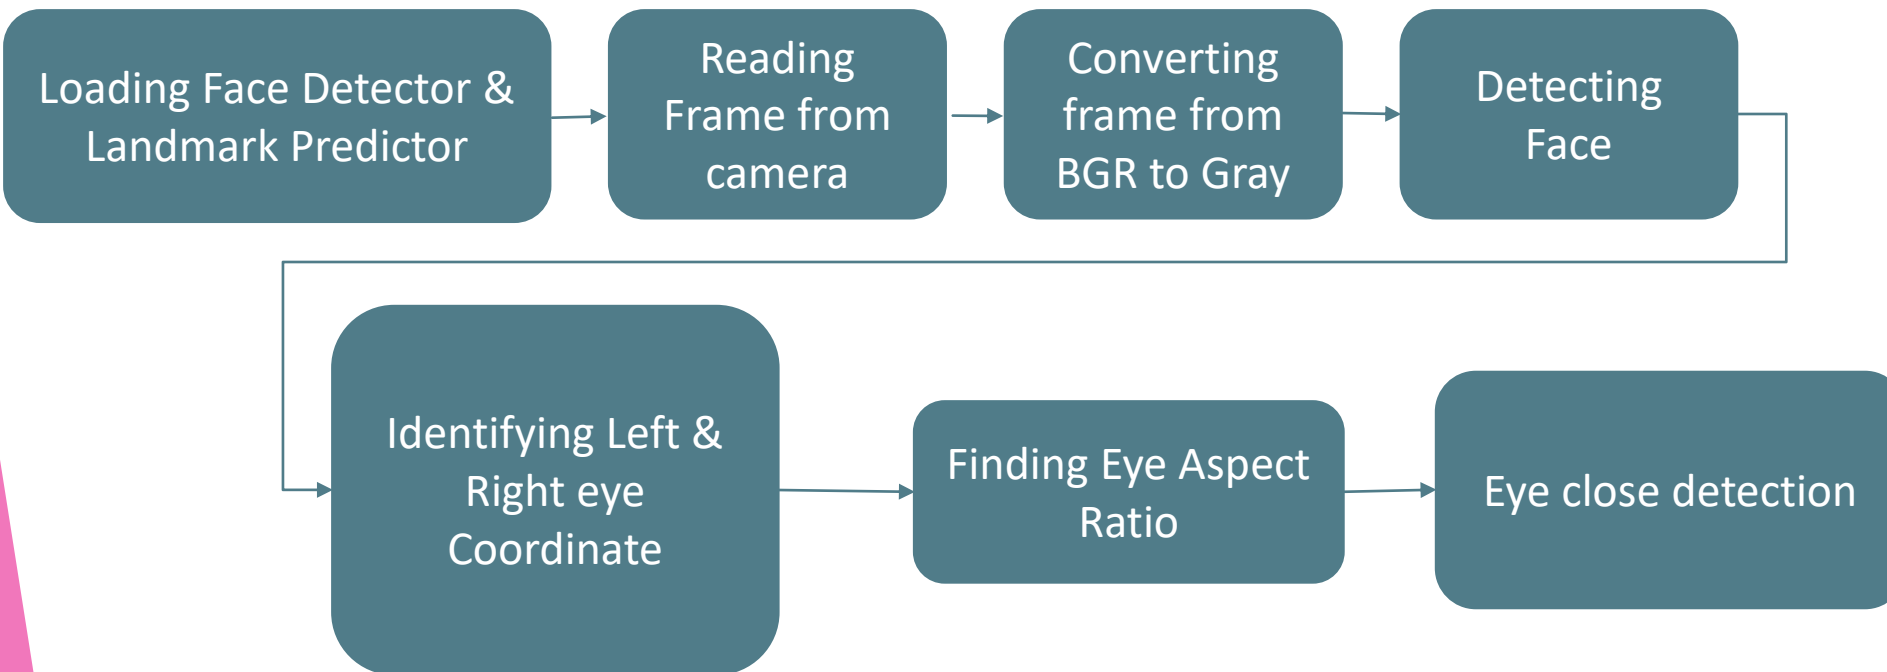 Loading Face Detector &
Landmark Predictor
Reading
Frame from
camera
Converting
frame from
BGR to Gray
Detecting
Face
Identifying Left &
Right eye
Coordinate
Finding Eye Aspect
Ratio
Eye close detection